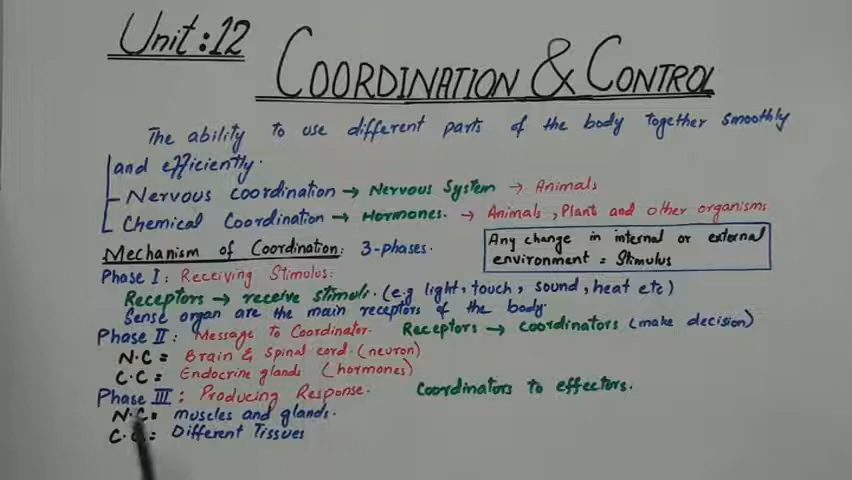 Unit:12
COORDINATION & CONTROL
The ability to use different parts of the body together smoothly
and efficiently.
Nervous coordination → Nervous System → Animals
Chemical Coordination → Hormones. → Animals, Plant and other organisms
Mechanism of Coordination: 3-phases.
Any change in internal or external
environment = Stimulus
Phase I: Receiving Stimulus:
Receptors → receive stimuli. (e.g light, touch, sound, heat etc)
Sense organ are the main receptors of the body.
Phase II: Message to Coordinator. Receptors → coordinators (make decision)
N.C = Brain & Spinal cord. (neuron)
C.C = Endocrine glands (hormones)
Phase III: Producing Response. Coordinators to effectors.
N.C = muscles and glands.
C.C = Different Tissues